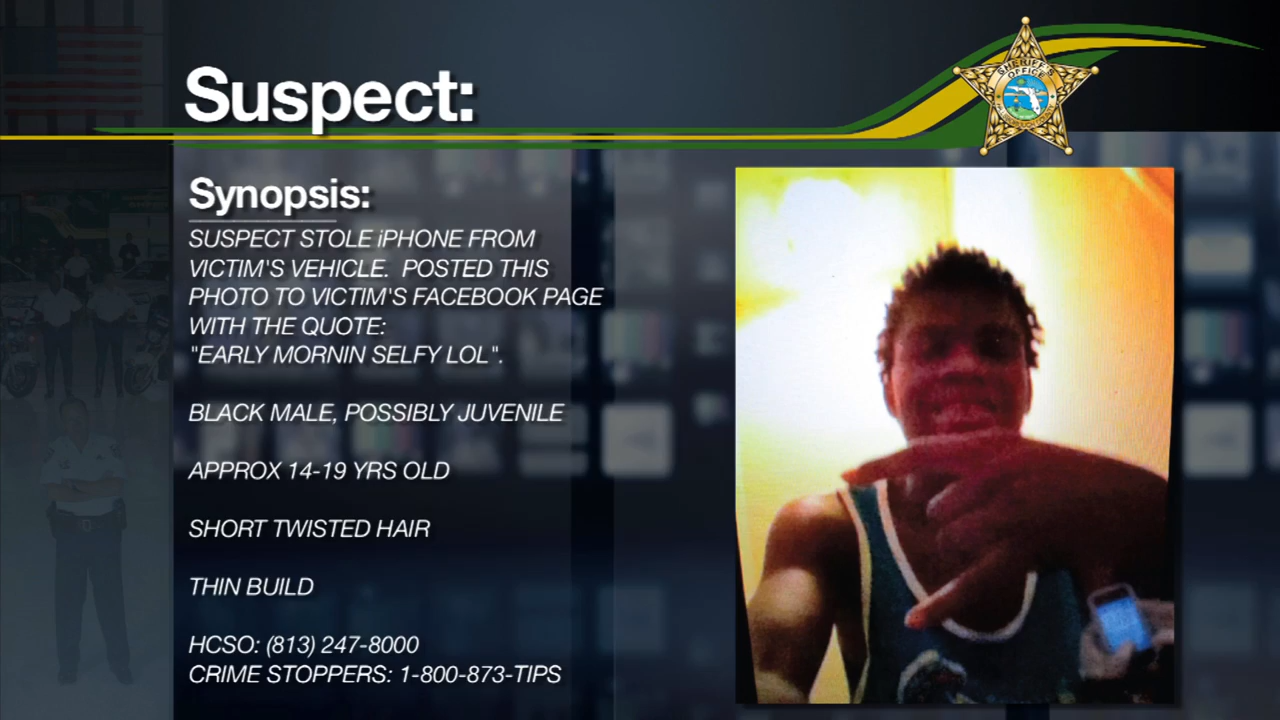 Suspect:
SHERIFF'S
OFFICE
Synopsis:
SUSPECT STOLE iPHONE FROM
VICTIM'S VEHICLE. POSTED THIS
PHOTO TO VICTIM'S FACEBOOK PAGE
WITH THE QUOTE:
"EARLY MORNIN SELFY LOL".
BLACK MALE, POSSIBLY JUVENILE
APPROX 14-19 YRS OLD
SHORT TWISTED HAIR
THIN BUILD
HCSO: (813) 247-8000
CRIME STOPPERS: 1-800-873-TIPS